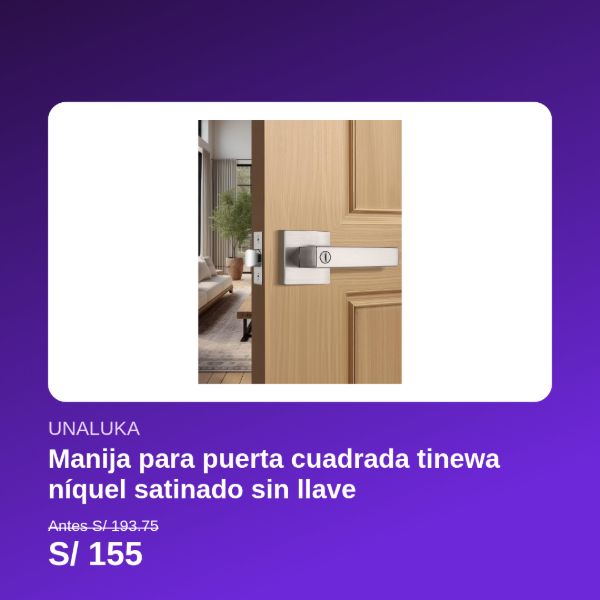 UNALUKA
Manija para puerta cuadrada tinewa
níquel satinado sin llave
Antes S/ 193.75
S/ 155